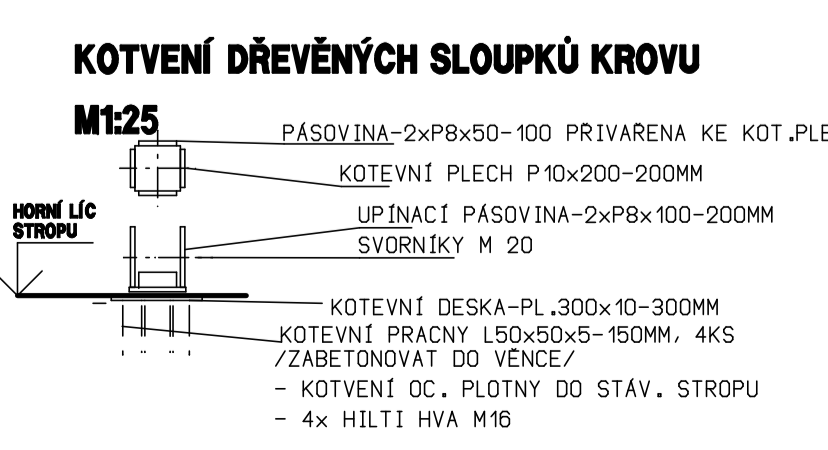 KOTVENÍ DŘEVĚNÝCH SLOUPKŮ KROVU
M1:25
PÁSOVINA-2xP8x50-100 PŘIVAŘENA KE KOT.PLE
KOTEVNÍ PLECH P10x200-200MM
HORNÍ LÍC
STROPU
UPÍNACÍ PÁSOVINA-2xP8x100-200MM
SVORNÍKY M 20
KOTEVNÍ DESKA-PL.300x10-300MM
KOTEVNÍ PRACNY L50x50x5-150MM, 4KS
/ZABETONOVAT DO VĚNCE/
- KOTVENÍ OC. PLOTNY DO STÁV. STROPU
- 4x HILTI HVA M16